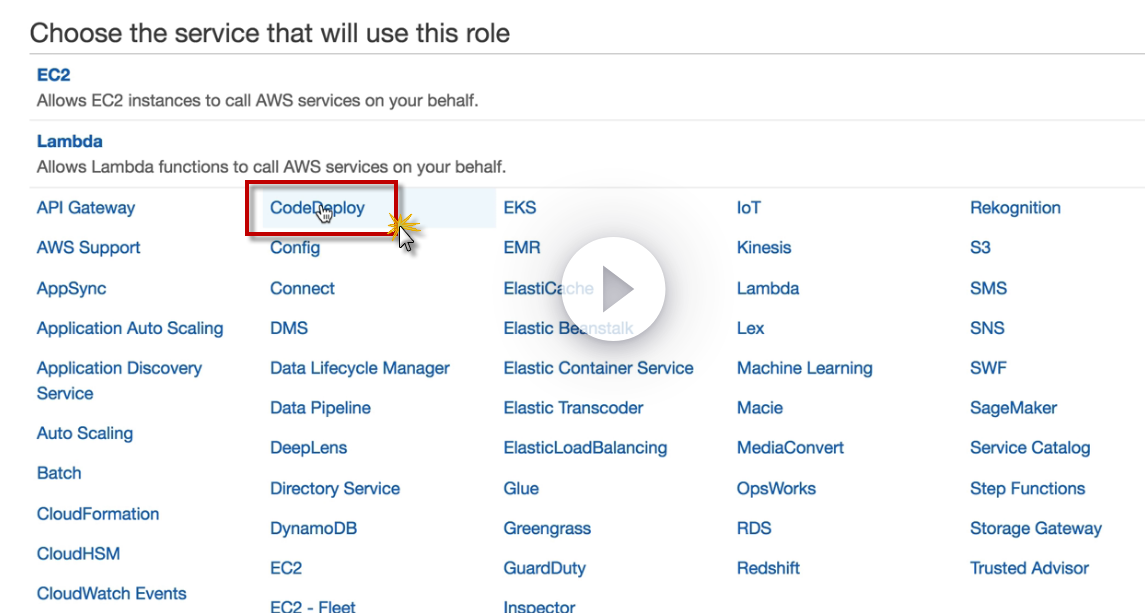 Choose the service that will use this role
EC2
Allows EC2 instances to call AWS services on your behalf.
Lambda
Allows Lambda functions to call AWS services on your behalf.
API Gateway
AWS Support
AppSync
Application Auto Scaling
Application Discovery
Service
Auto Scaling
Batch
CloudFormation
CloudHSM
CloudWatch Events
CodeDeploy
Config
Connect
DMS
Data Lifecycle Manager
Data Pipeline
DeepLens
Directory Service
DynamoDB
EC2
EC2 - Fleet
EKS
EMR
ElastiCache
Elastic Beanstalk
Elastic Container Service
Elastic Transcoder
ElasticLoadBalancing
Glue
Greengrass
GuardDuty
Inspector
IoT
Kinesis
Lambda
Lex
Machine Learning
Macie
MediaConvert
OpsWorks
RDS
Redshift
Rekognition
S3
SMS
SNS
SWF
SageMaker
Service Catalog
Step Functions
Storage Gateway
Trusted Advisor